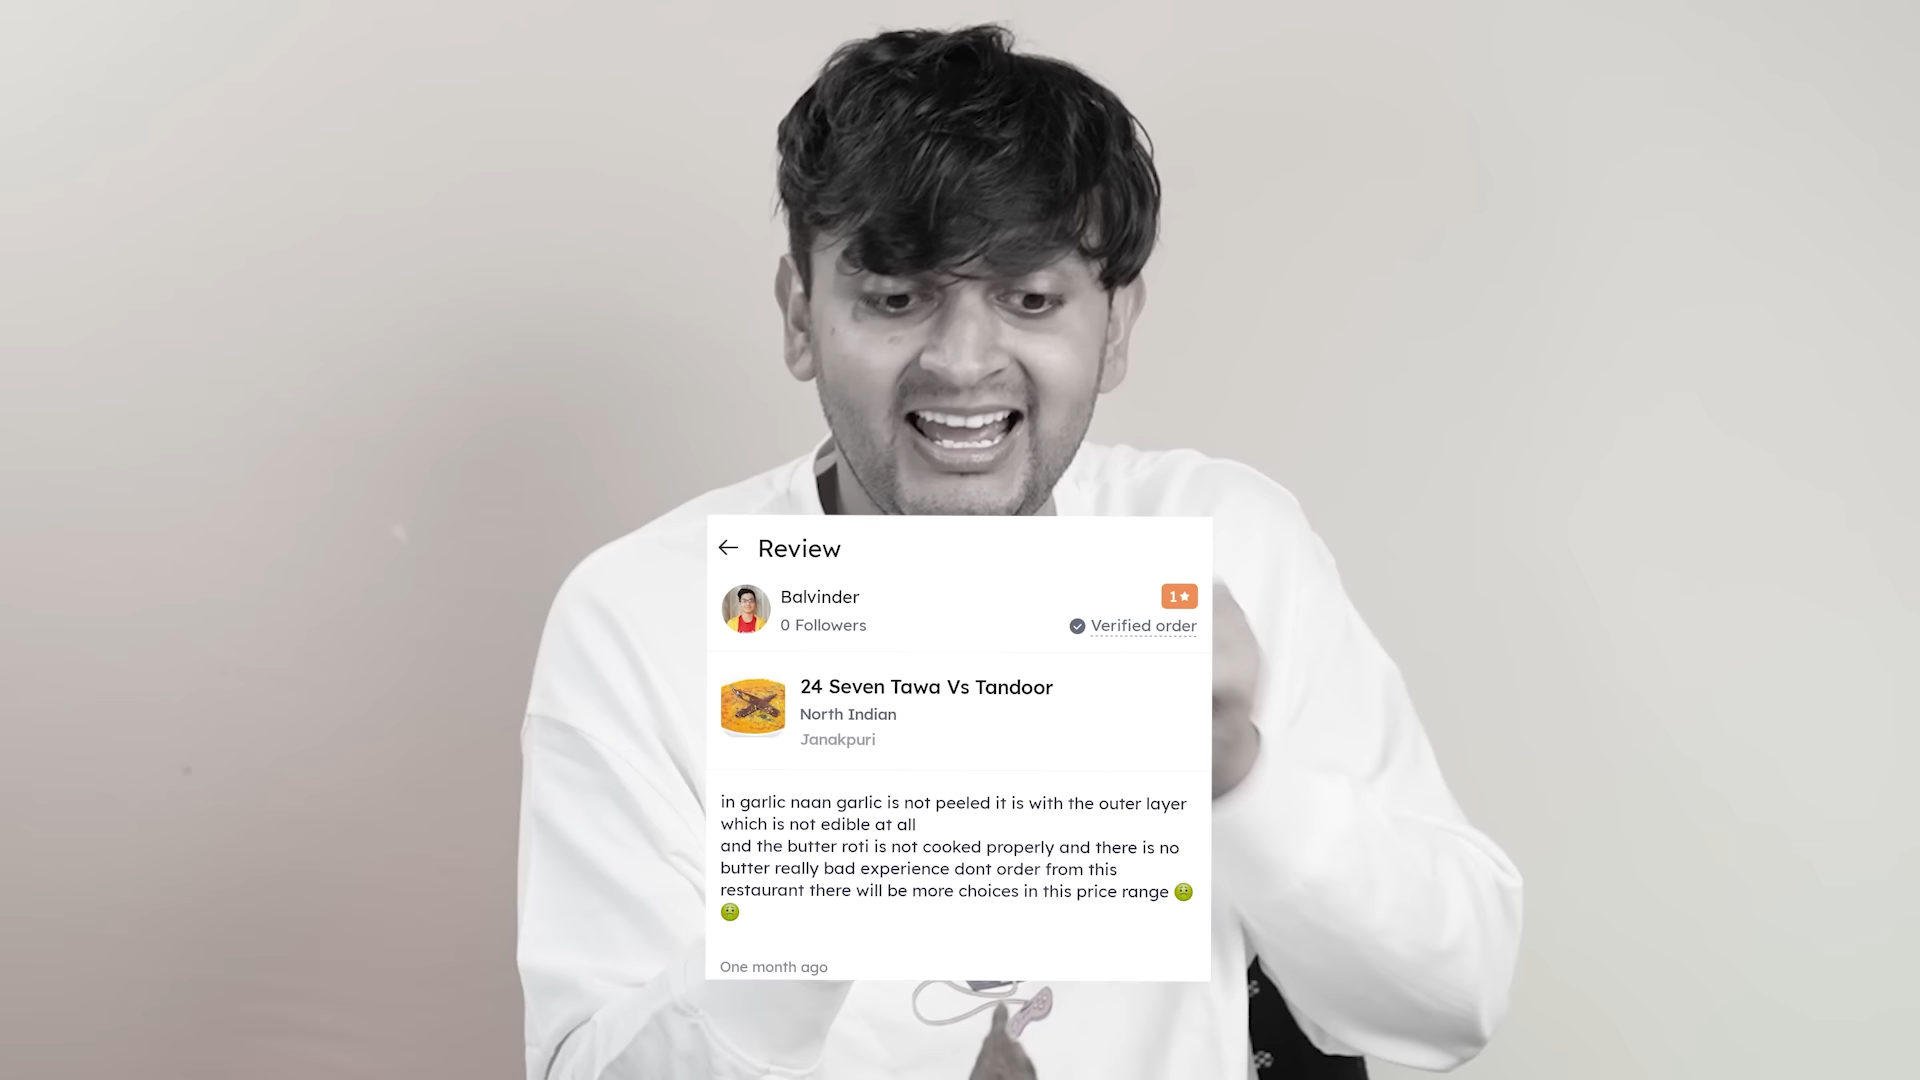 Review
Balvinder
1★
0 Followers
Verified order
24 Seven Tawa Vs Tandoor
North Indian
Janakpuri
in garlic naan garlic is not peeled it is with the outer layer
which is not edible at all
and the butter roti is not cooked properly and there is no
butter really bad experience dont order from this
restaurant there will be more choices in this price range 🤢
🤢
One month ago